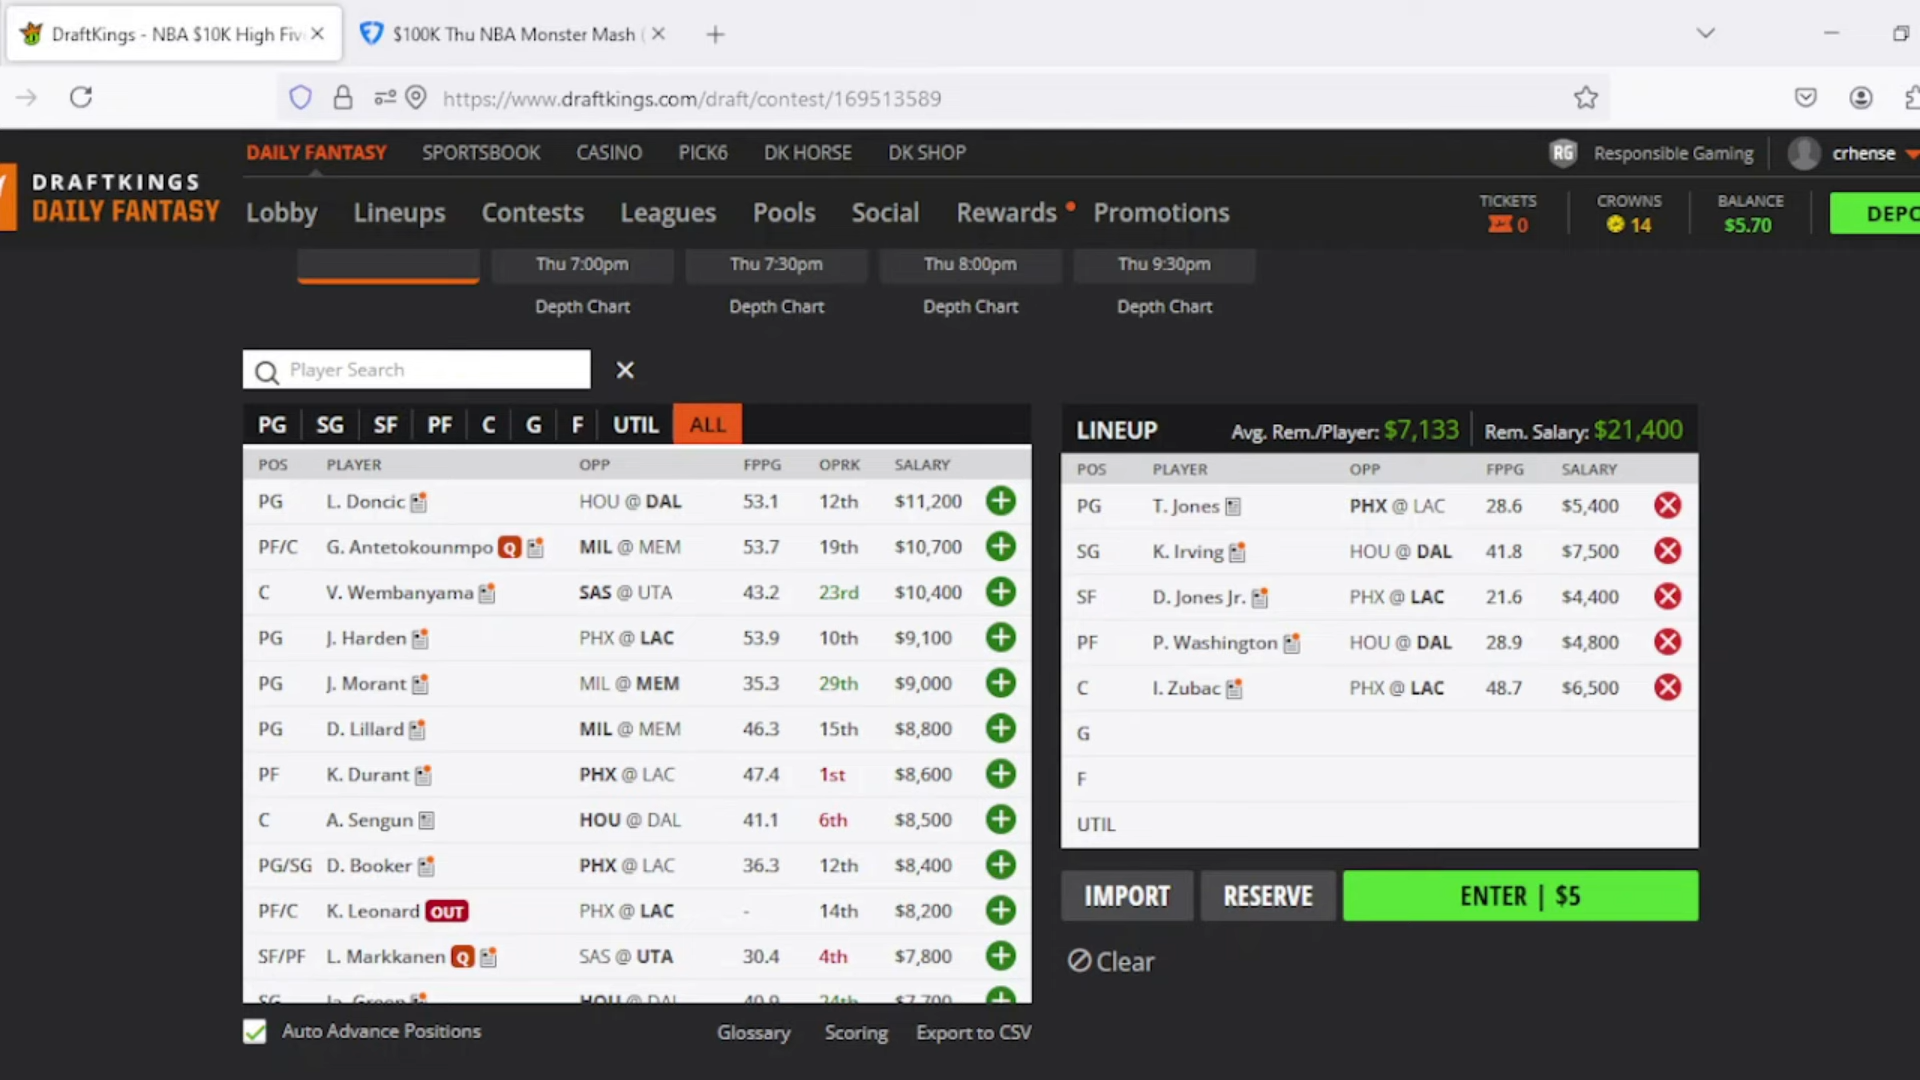 DraftKings - NBA $10K High Fiv
$100K Thu NBA Monster Mash (
https://www.draftkings.com/draft/contest/169513589
DAILY FANTASY SPORTSBOOK CASINO PICK6 DK HORSE DK SHOP
RG Responsible Gaming crhense
DRAFTKINGS
DAILY FANTASY
Lobby Lineups Contests Leagues Pools Social Rewards Promotions
TICKETS CROWNS BALANCE
0 14 $5.70
DEPO
Thu 7:00pm Thu 7:30pm Thu 8:00pm Thu 9:30pm
Depth Chart Depth Chart Depth Chart Depth Chart
Player Search
PG SG SF PF C G F UTIL ALL
POS PLAYER OPP FPPG OPRK SALARY
PG L. Doncic HOU @ DAL 53.1 12th $11,200
PF/C G. Antetokounmpo Q MIL @ MEM 53.7 19th $10,700
C V. Wembanyama SAS @ UTA 43.2 23rd $10,400
PG J. Harden PHX @ LAC 53.9 10th $9,100
PG J. Morant MIL @ MEM 35.3 29th $9,000
PG D. Lillard MIL @ MEM 46.3 15th $8,800
PF K. Durant PHX @ LAC 47.4 1st $8,600
C A. Sengun HOU @ DAL 41.1 6th $8,500
PG/SG D. Booker PHX @ LAC 36.3 12th $8,400
PF/C K. Leonard OUT PHX @ LAC - 14th $8,200
SF/PF L. Markkanen Q SAS @ UTA 30.4 4th $7,800
SG Ja. Green HOU @ DAL 40.9 24th $7,700
Auto Advance Positions Glossary Scoring Export to CSV
LINEUP Avg. Rem./Player: $7,133 Rem. Salary: $21,400
POS PLAYER OPP FPPG SALARY
PG T. Jones PHX @ LAC 28.6 $5,400
SG K. Irving HOU @ DAL 41.8 $7,500
SF D. Jones Jr. PHX @ LAC 21.6 $4,400
PF P. Washington HOU @ DAL 28.9 $4,800
C I. Zubac PHX @ LAC 48.7 $6,500
G
F
UTIL
IMPORT RESERVE ENTER | $5
Clear